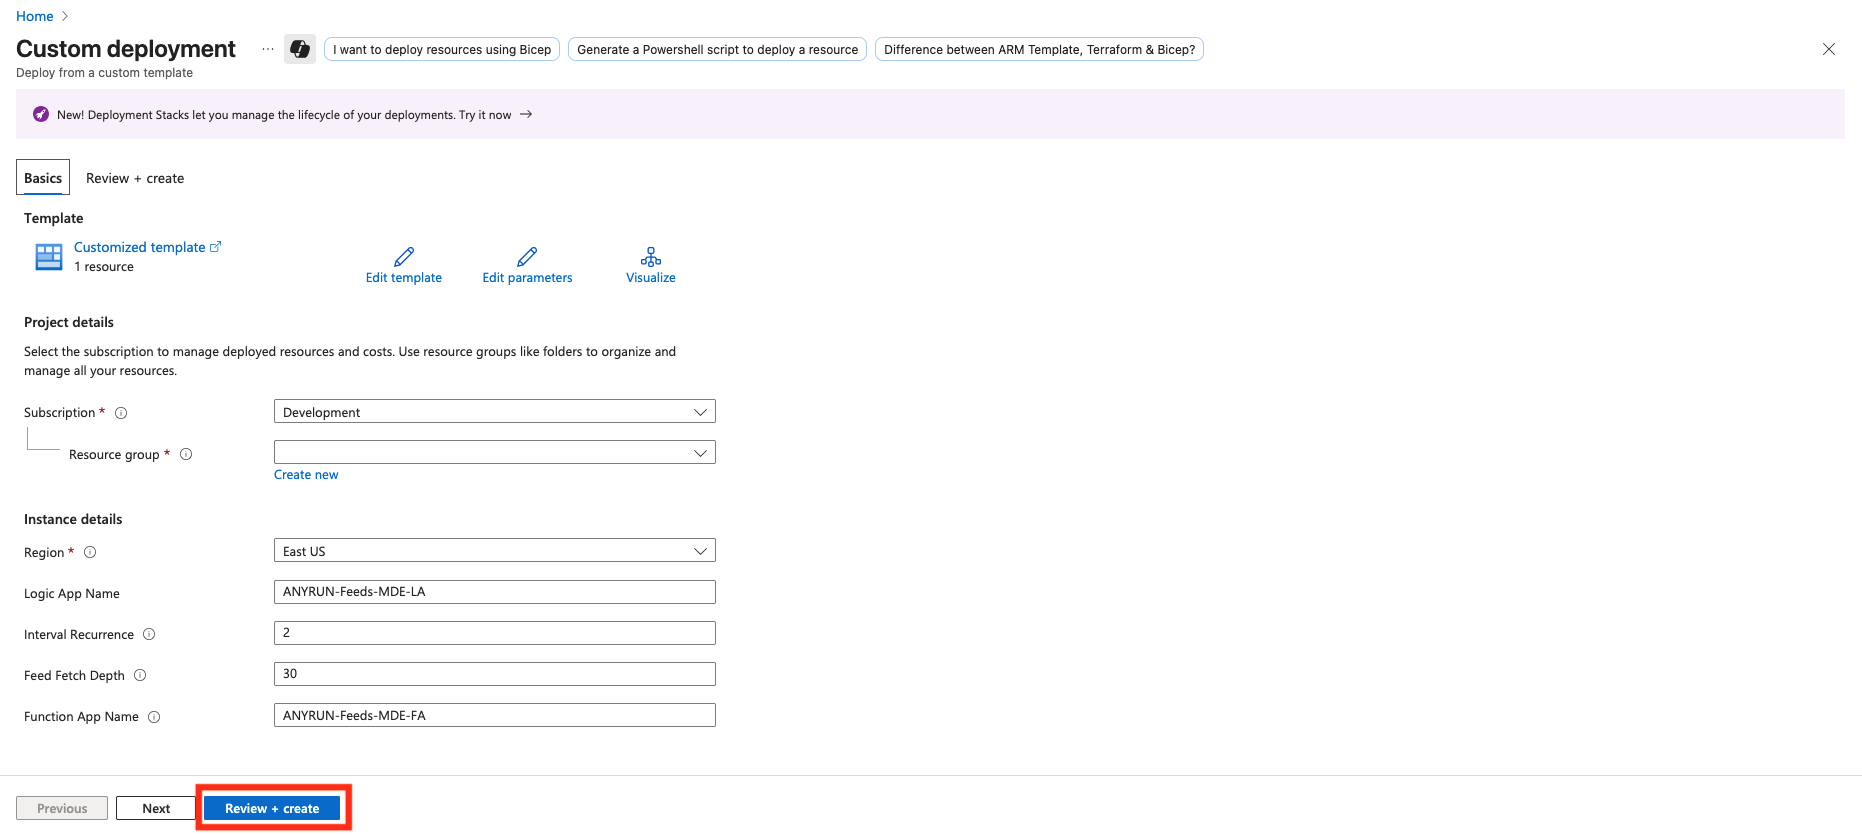 Home
Custom deployment
I want to deploy resources using Bicep
Generate a Powershell script to deploy a resource
Difference between ARM Template, Terraform & Bicep?
Deploy from a custom template
New! Deployment Stacks let you manage the lifecycle of your deployments. Try it now →
Basics
Review + create
Template
Customized template
1 resource
Edit template
Edit parameters
Visualize
Project details
Select the subscription to manage deployed resources and costs. Use resource groups like folders to organize and
manage all your resources.
Subscription *
Development
Resource group *
Create new
Instance details
Region *
East US
Logic App Name
ANYRUN-Feeds-MDE-LA
Interval Recurrence
2
Feed Fetch Depth
30
Function App Name
ANYRUN-Feeds-MDE-FA
Previous
Next
Review + create